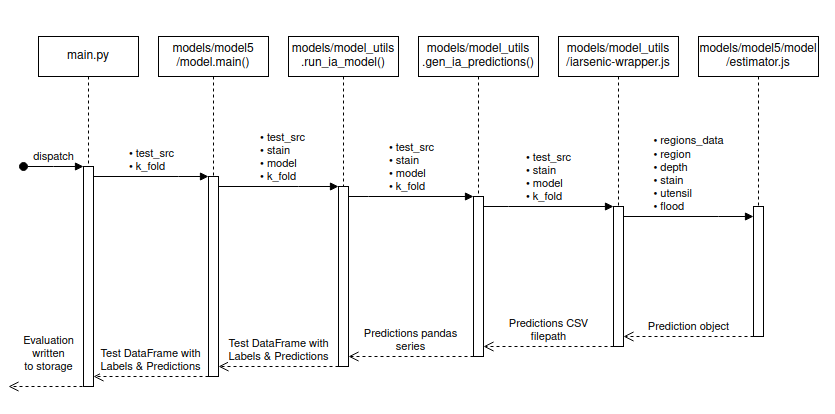 main.py
models/model5
/model.main()
models/model_utils
.run_ia_model()
models/model_utils
.gen_ia_predictions()
models/model_utils
/iarsenic-wrapper.js
models/model5/model
/estimator.js
dispatch
• test_src
• k_fold
• test_src
• stain
• model
• k_fold
• test_src
• stain
• model
• k_fold
• test_src
• stain
• model
• k_fold
• regions_data
• region
• depth
• stain
• utensil
• flood
Evaluation
written
to storage
Test DataFrame with
Labels & Predictions
Test DataFrame with
Labels & Predictions
Predictions pandas
series
Predictions CSV
filepath
Prediction object